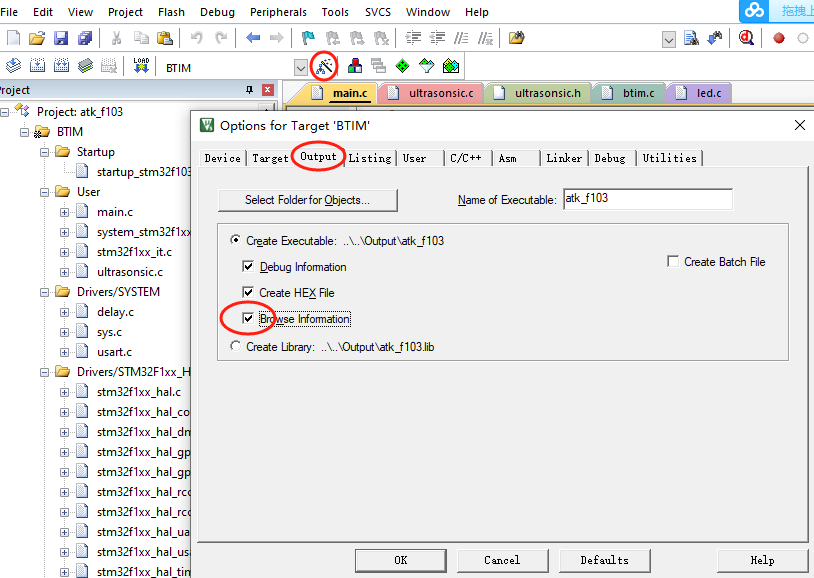 File Edit View Project Flash Debug Peripherals Tools SVCS Window Help
拖拽上
LOAD
BTIM
Project
main.c ultrasonsic.c ultrasonsic.h btim.c led.c
Project: atk_f103
BTIM
Startup
startup_stm32f103
User
main.c
system_stm32f1xx
stm32f1xx_it.c
ultrasonsic.c
Drivers/SYSTEM
delay.c
sys.c
usart.c
Drivers/STM32F1xx_H
stm32f1xx_hal.c
stm32f1xx_hal_co
stm32f1xx_hal_dm
stm32f1xx_hal_gp
stm32f1xx_hal_gp
stm32f1xx_hal_rcc
stm32f1xx_hal_rcc
stm32f1xx_hal_ua
stm32f1xx_hal_usa
stm32f1xx_hal_tim
Options for Target 'BTIM'
Device Target Output Listing User C/C++ Asm Linker Debug Utilities
Select Folder for Objects... Name of Executable: atk_f103
Create Executable: ..\..\Output\atk_f103
Debug Information Create Batch File
Create HEX File
Browse Information
Create Library: ..\..\Output\atk_f103.lib
OK Cancel Defaults Help